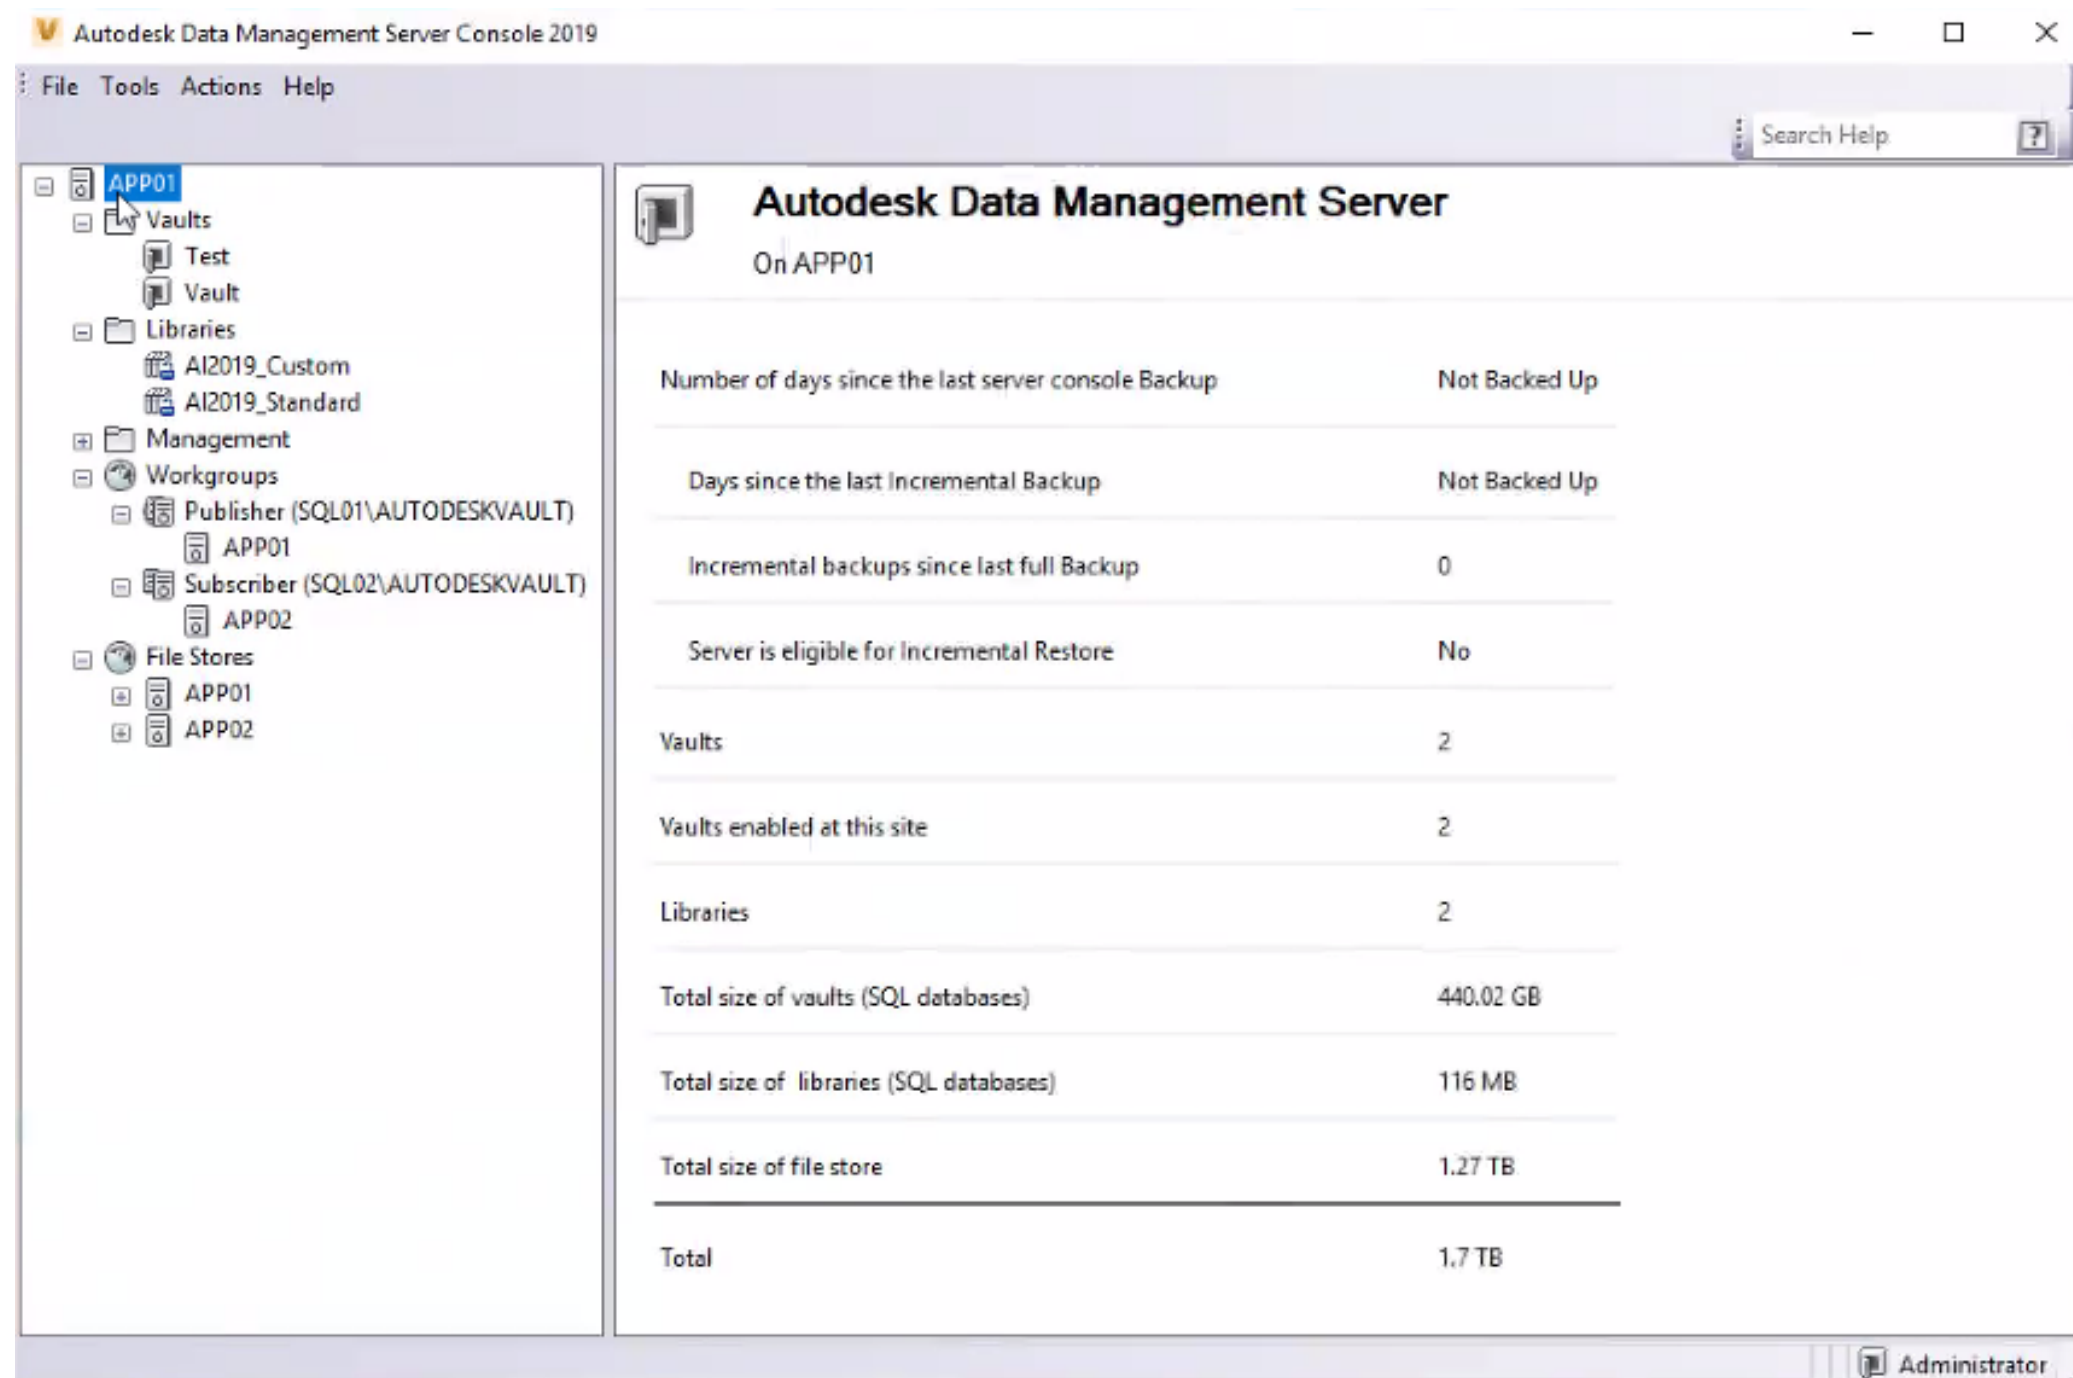 Autodesk Data Management Server Console 2019
File Tools Actions Help
Search Help
APP01
Vaults
Test
Vault
Libraries
AI2019_Custom
AI2019_Standard
Management
Workgroups
Publisher (SQL01\AUTODESKVAULT)
APP01
Subscriber (SQL02\AUTODESKVAULT)
APP02
File Stores
APP01
APP02
Autodesk Data Management Server
On APP01
Number of days since the last server console Backup Not Backed Up
Days since the last Incremental Backup Not Backed Up
Incremental backups since last full Backup 0
Server is eligible for Incremental Restore No
Vaults 2
Vaults enabled at this site 2
Libraries 2
Total size of vaults (SQL databases) 440.02 GB
Total size of libraries (SQL databases) 116 MB
Total size of file store 1.27 TB
Total 1.7 TB
Administrator